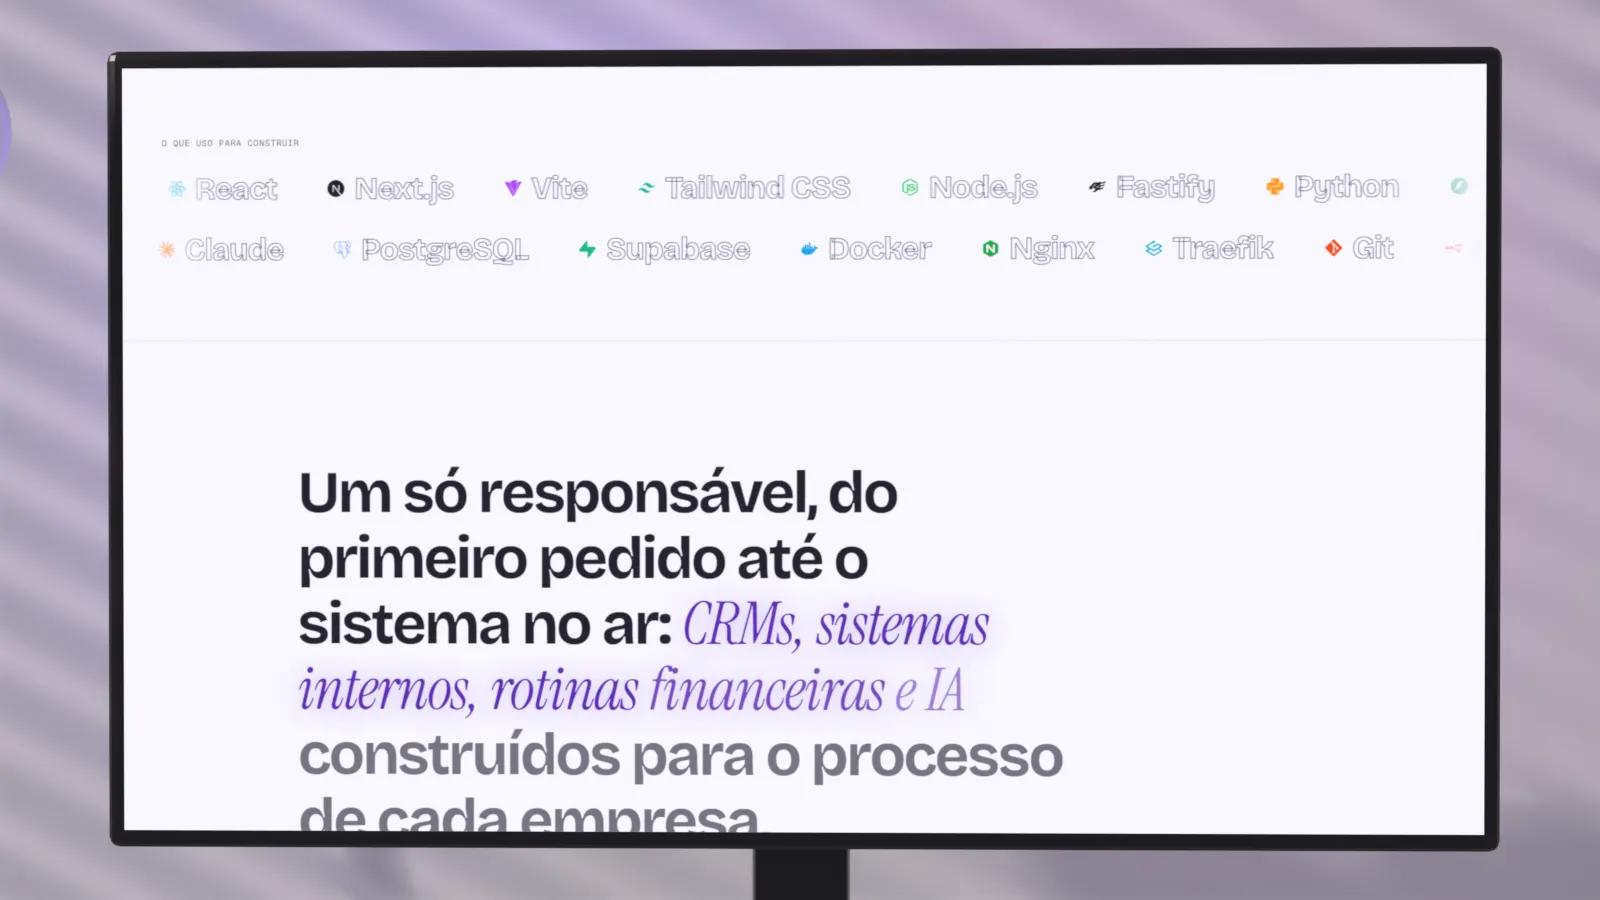 O QUE USO PARA CONSTRUIR
React Next.js Vite Tailwind CSS Node.js Fastify Python
Claude PostgreSQL Supabase Docker Nginx Traefik Git
Um só responsável, do
primeiro pedido até o
sistema no ar: CRMs, sistemas
internos, rotinas financeiras e IA
construídos para o processo
de cada empresa.